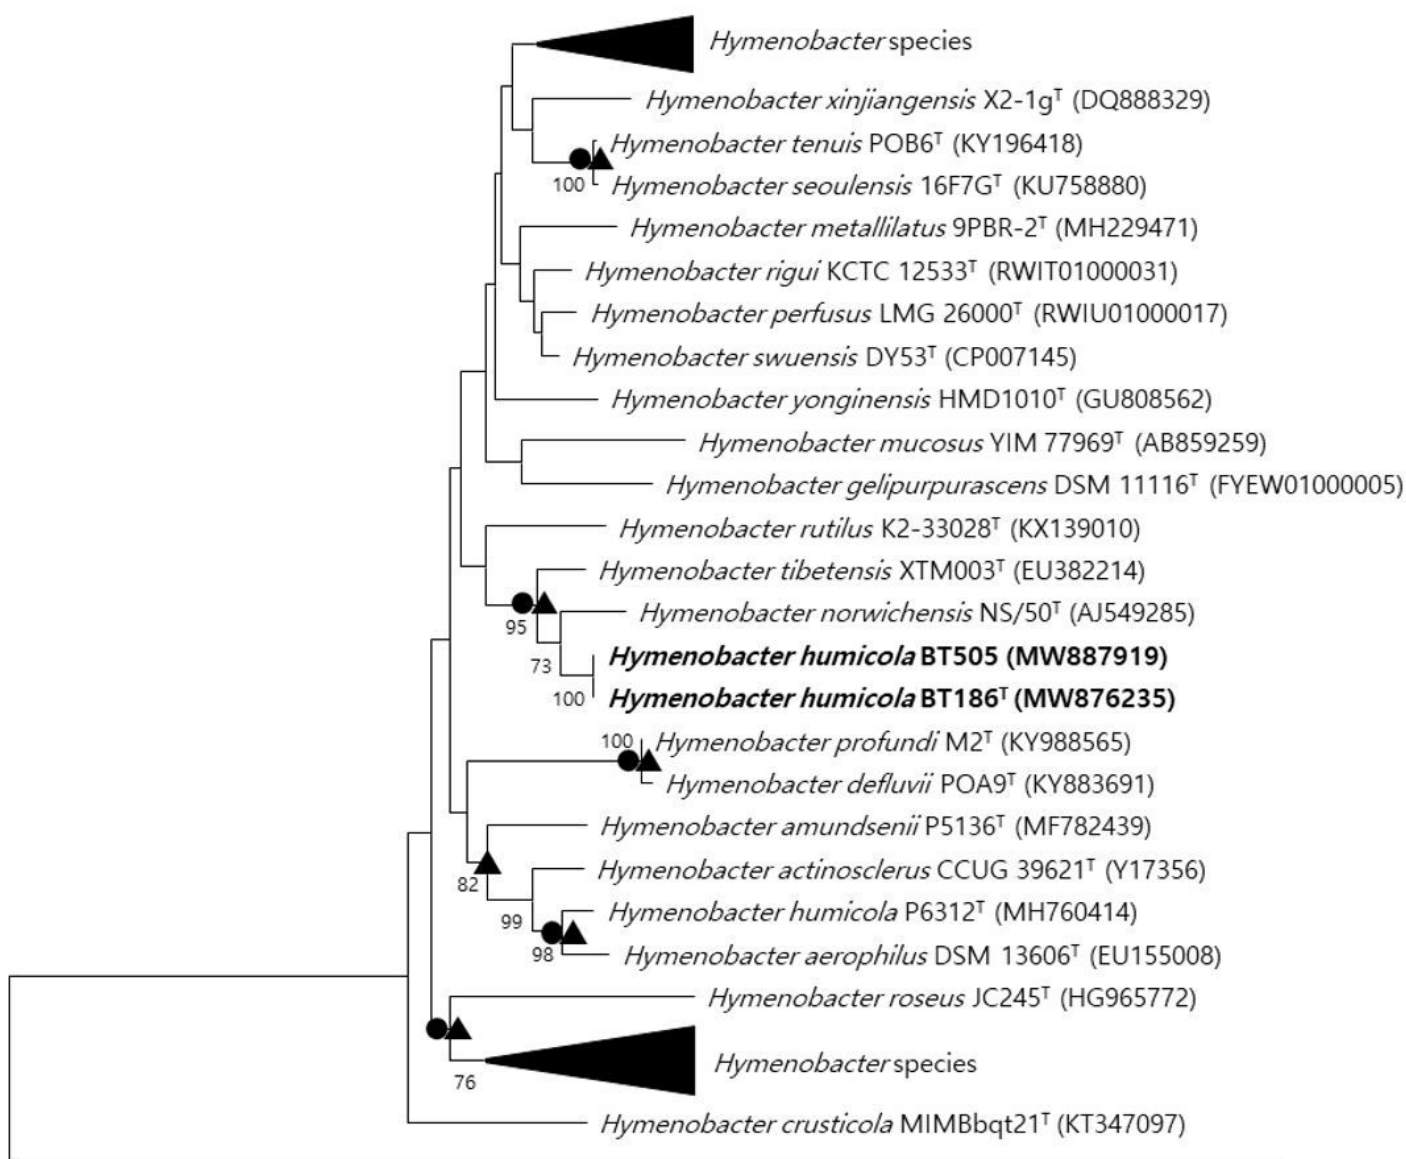 Hymenobacter species
Hymenobacter xinjiangensis X2-1gᵀ (DQ888329)
Hymenobacter tenuis POB6ᵀ (KY196418)
100
Hymenobacter seoulensis 16F7Gᵀ (KU758880)
Hymenobacter metallilatus 9PBR-2ᵀ (MH229471)
Hymenobacter rigui KCTC 12533ᵀ (RWIT01000031)
Hymenobacter perfusus LMG 26000ᵀ (RWIU01000017)
Hymenobacter swuensis DY53ᵀ (CP007145)
Hymenobacter yonginensis HMD1010ᵀ (GU808562)
Hymenobacter mucosus YIM 77969ᵀ (AB859259)
Hymenobacter gelipurpurascens DSM 11116ᵀ (FYEW01000005)
Hymenobacter rutilus K2-33028ᵀ (KX139010)
Hymenobacter tibetensis XTM003ᵀ (EU382214)
Hymenobacter norwichensis NS/50ᵀ (AJ549285)
95
Hymenobacter humicola BT505 (MW887919)
73
Hymenobacter humicola BT186ᵀ (MW876235)
100
100
Hymenobacter profundi M2ᵀ (KY988565)
Hymenobacter defluvii POA9ᵀ (KY883691)
Hymenobacter amundsenii P5136ᵀ (MF782439)
Hymenobacter actinosclerus CCUG 39621ᵀ (Y17356)
82
Hymenobacter humicola P6312ᵀ (MH760414)
99
Hymenobacter aerophilus DSM 13606ᵀ (EU155008)
98
Hymenobacter roseus JC245ᵀ (HG965772)
Hymenobacter species
76
Hymenobacter crusticola MIMBbqt21ᵀ (KT347097)